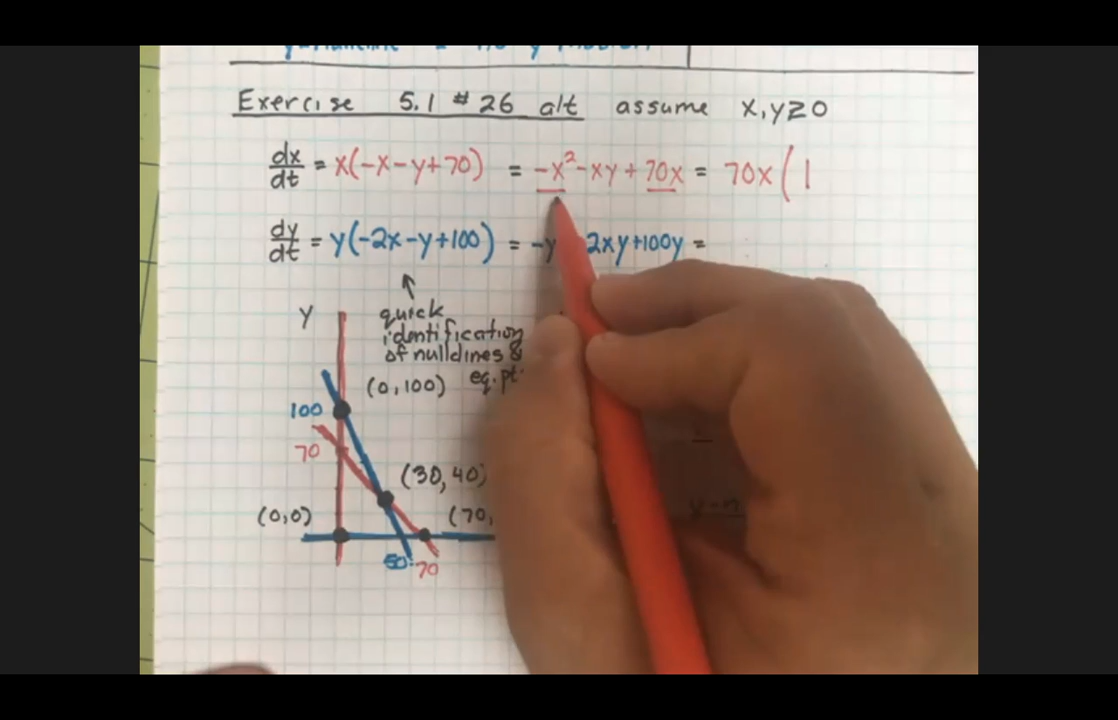 Exercise 5.1 #26 alt assume x,y≥0
dx/dt = x(-x-y+70) = -x²-xy+70x = 70x(1
dy/dt = y(-2x-y+100) = -y 2xy+100y =
y
quick
identification
of nullclines &
eq. pt
(0,100)
100
70
(30,40)
(0,0)
(70,
50
70